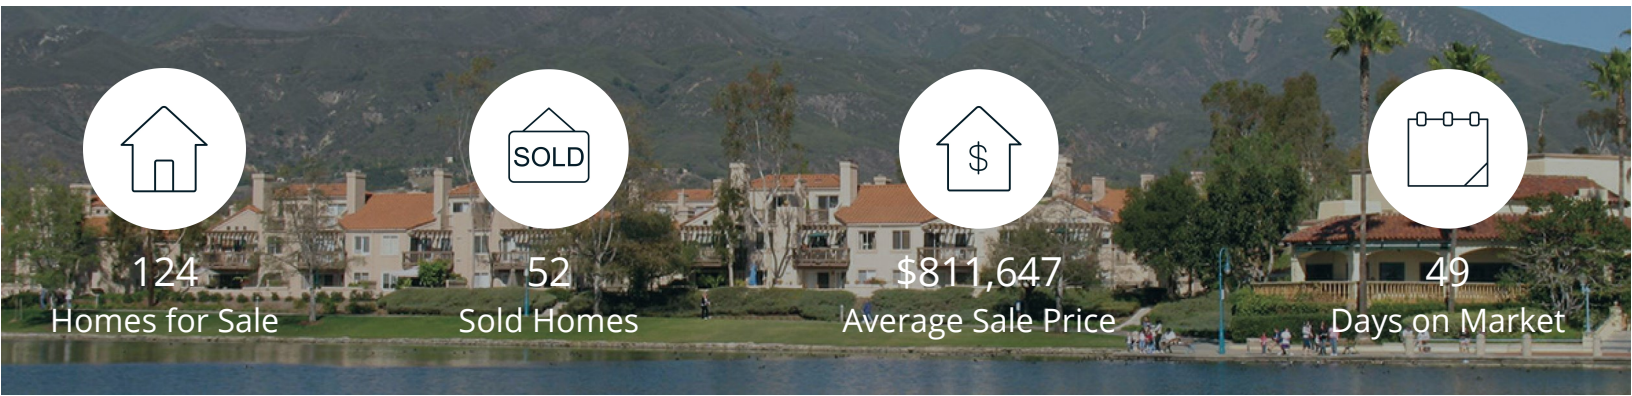 SOLD
$
124
Homes for Sale
52
Sold Homes
$811,647
Average Sale Price
49
Days on Market